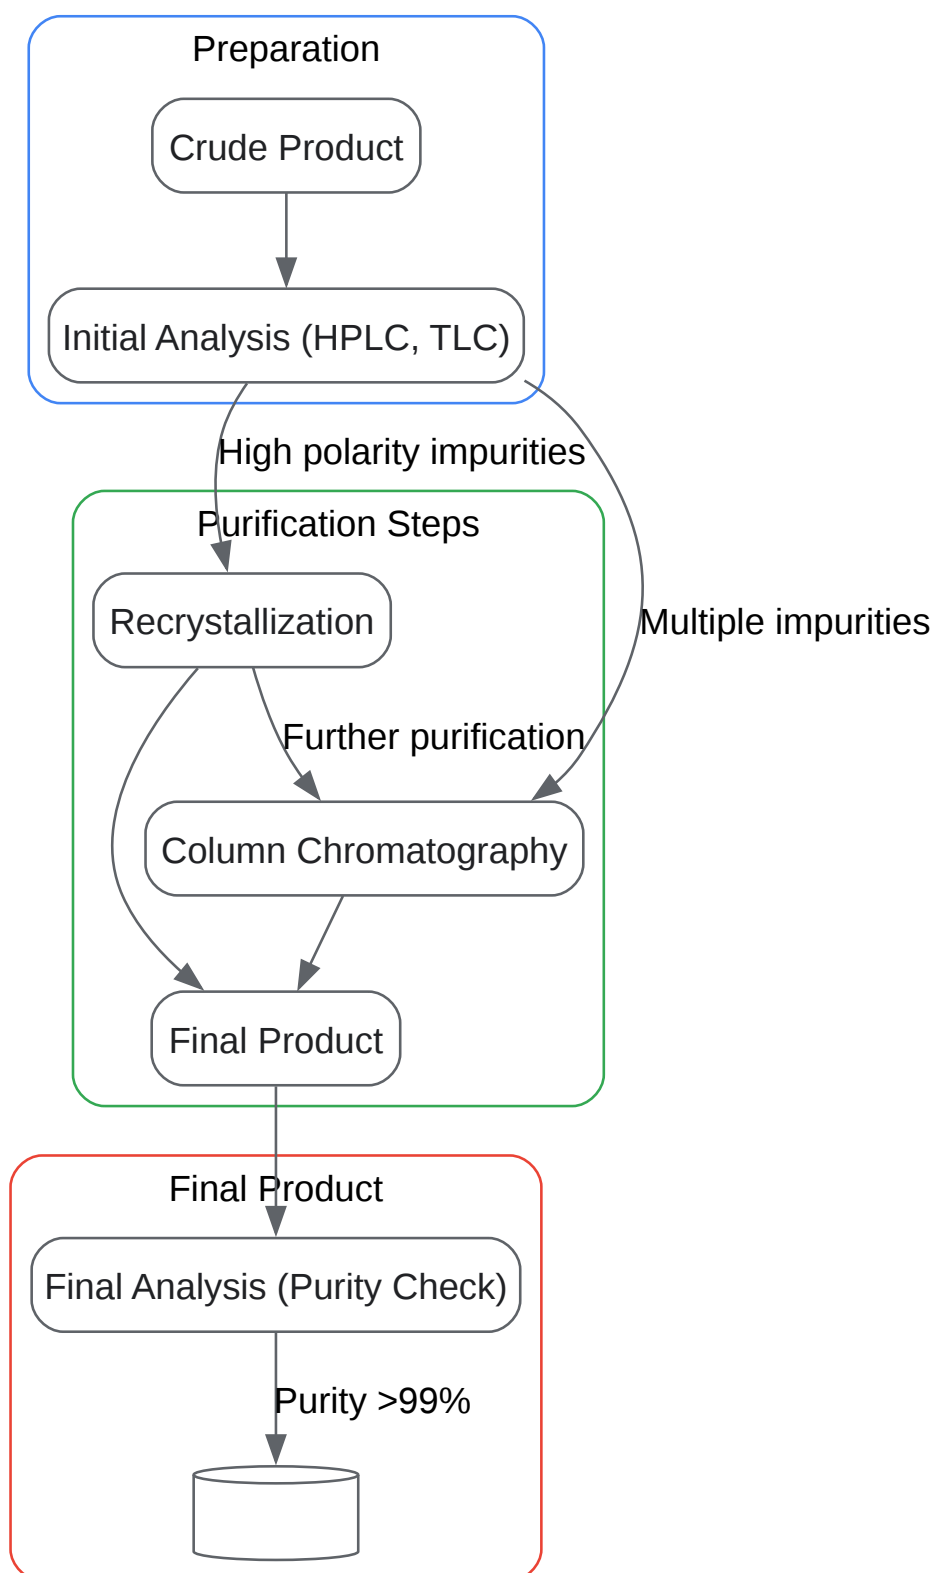 Preparation
Crude Product
Initial Analysis (HPLC, TLC)
High polarity impurities
Purification Steps
Recrystallization
Multiple impurities
Further purification
Column Chromatography
Final Product
Final Product
Final Analysis (Purity Check)
Purity >99%